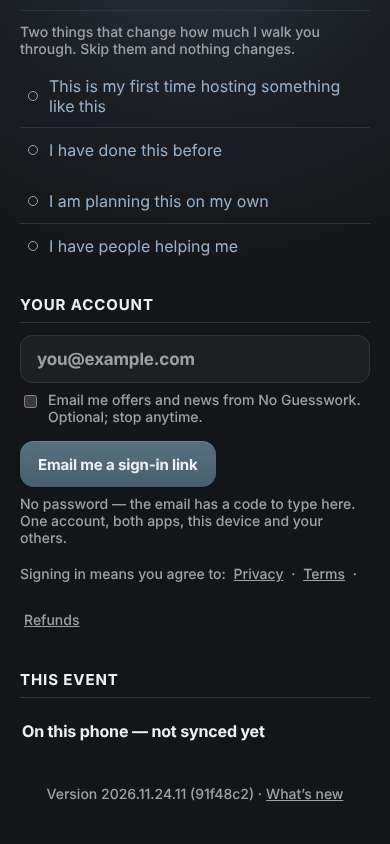 Two things that change how much I walk you
through. Skip them and nothing changes.
This is my first time hosting something
like this
I have done this before
I am planning this on my own
I have people helping me
YOUR ACCOUNT
you@example.com
Email me offers and news from No Guesswork.
Optional; stop anytime.
Email me a sign-in link
No password — the email has a code to type here.
One account, both apps, this device and your
others.
Signing in means you agree to: Privacy · Terms ·
Refunds
THIS EVENT
On this phone — not synced yet
Version 2026.11.24.11 (91f48c2) · What’s new